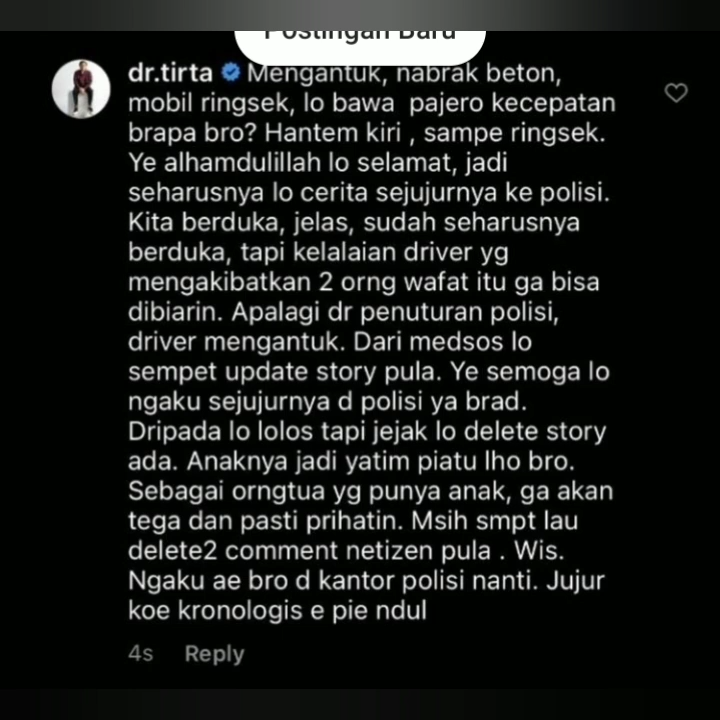 Postingan Baru
dr.tirta Mengantuk, nabrak beton,
mobil ringsek, lo bawa pajero kecepatan
brapa bro? Hantem kiri , sampe ringsek.
Ye alhamdulillah lo selamat, jadi
seharusnya lo cerita sejujurnya ke polisi.
Kita berduka, jelas, sudah seharusnya
berduka, tapi kelalaian driver yg
mengakibatkan 2 orng wafat itu ga bisa
dibiarin. Apalagi dr penuturan polisi,
driver mengantuk. Dari medsos lo
sempet update story pula. Ye semoga lo
ngaku sejujurnya d polisi ya brad.
Dripada lo lolos tapi jejak lo delete story
ada. Anaknya jadi yatim piatu lho bro.
Sebagai orngtua yg punya anak, ga akan
tega dan pasti prihatin. Msih smpt lau
delete2 comment netizen pula . Wis.
Ngaku ae bro d kantor polisi nanti. Jujur
koe kronologis e pie ndul
4s Reply